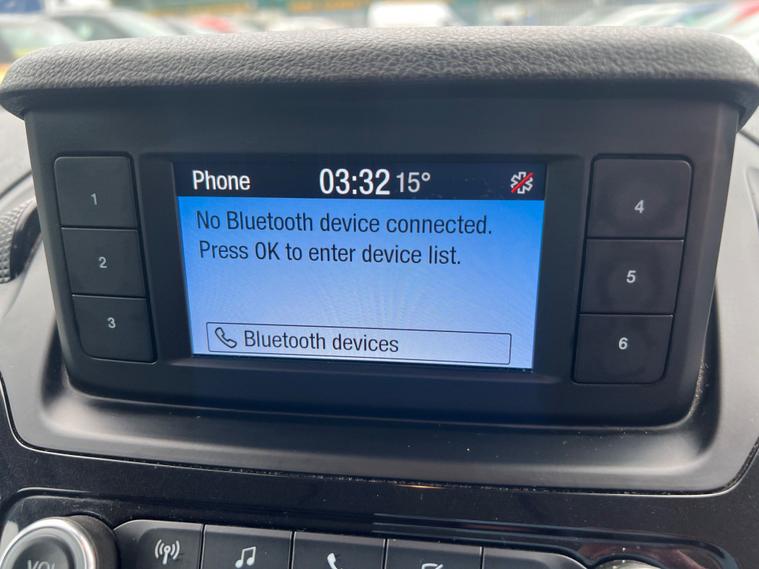 Phone 03:32 15°
No Bluetooth device connected.
Press OK to enter device list.
Bluetooth devices
1
2
3
4
5
6
VOL